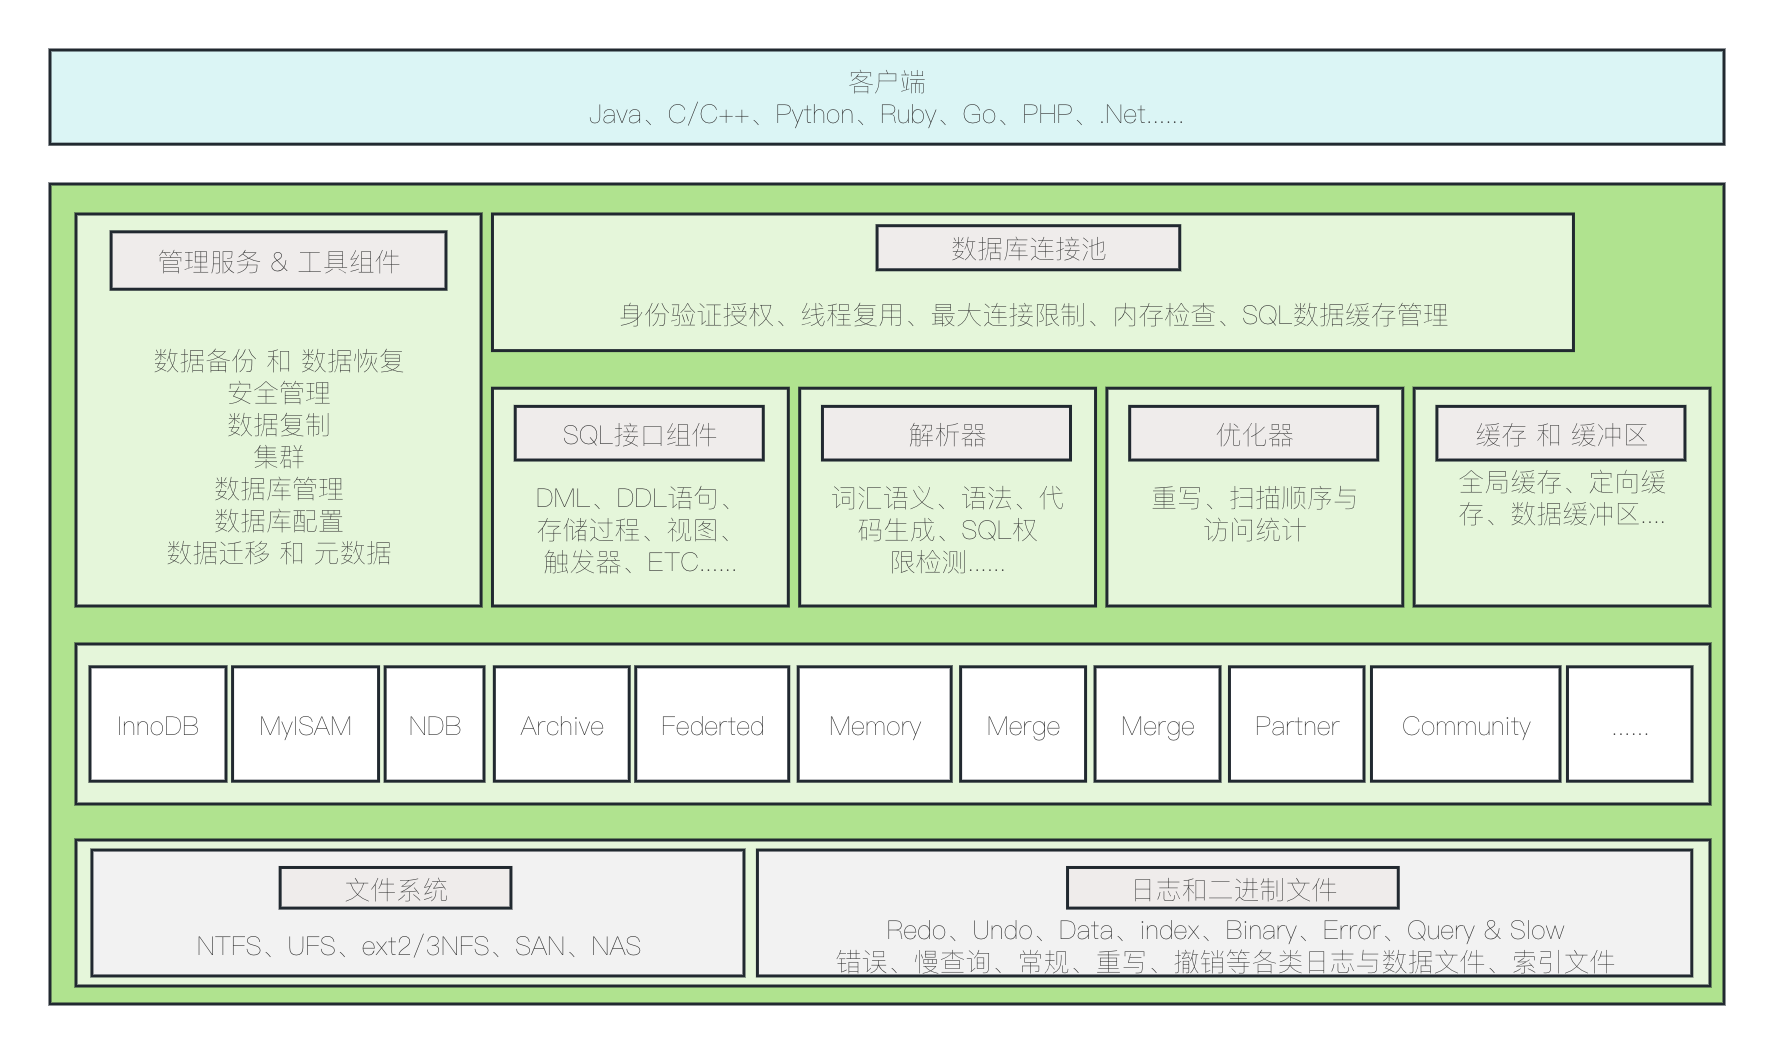 客户端
Java、C/C++、Python、Ruby、Go、PHP、.Net......
管理服务 & 工具组件
数据备份 和 数据恢复
安全管理
数据复制
集群
数据库管理
数据库配置
数据迁移 和 元数据
数据库连接池
身份验证授权、线程复用、最大连接限制、内存检查、SQL数据缓存管理
SQL接口组件
DML、DDL语句、
存储过程、视图、
触发器、ETC......
解析器
词汇语义、语法、代
码生成、SQL权
限检测......
优化器
重写、扫描顺序与
访问统计
缓存 和 缓冲区
全局缓存、定向缓
存、数据缓冲区....
InnoDB
MyISAM
NDB
Archive
Federted
Memory
Merge
Merge
Partner
Community
......
文件系统
NTFS、UFS、ext2/3NFS、SAN、NAS
日志和二进制文件
Redo、Undo、Data、index、Binary、Error、Query & Slow
错误、慢查询、常规、重写、撤销等各类日志与数据文件、索引文件